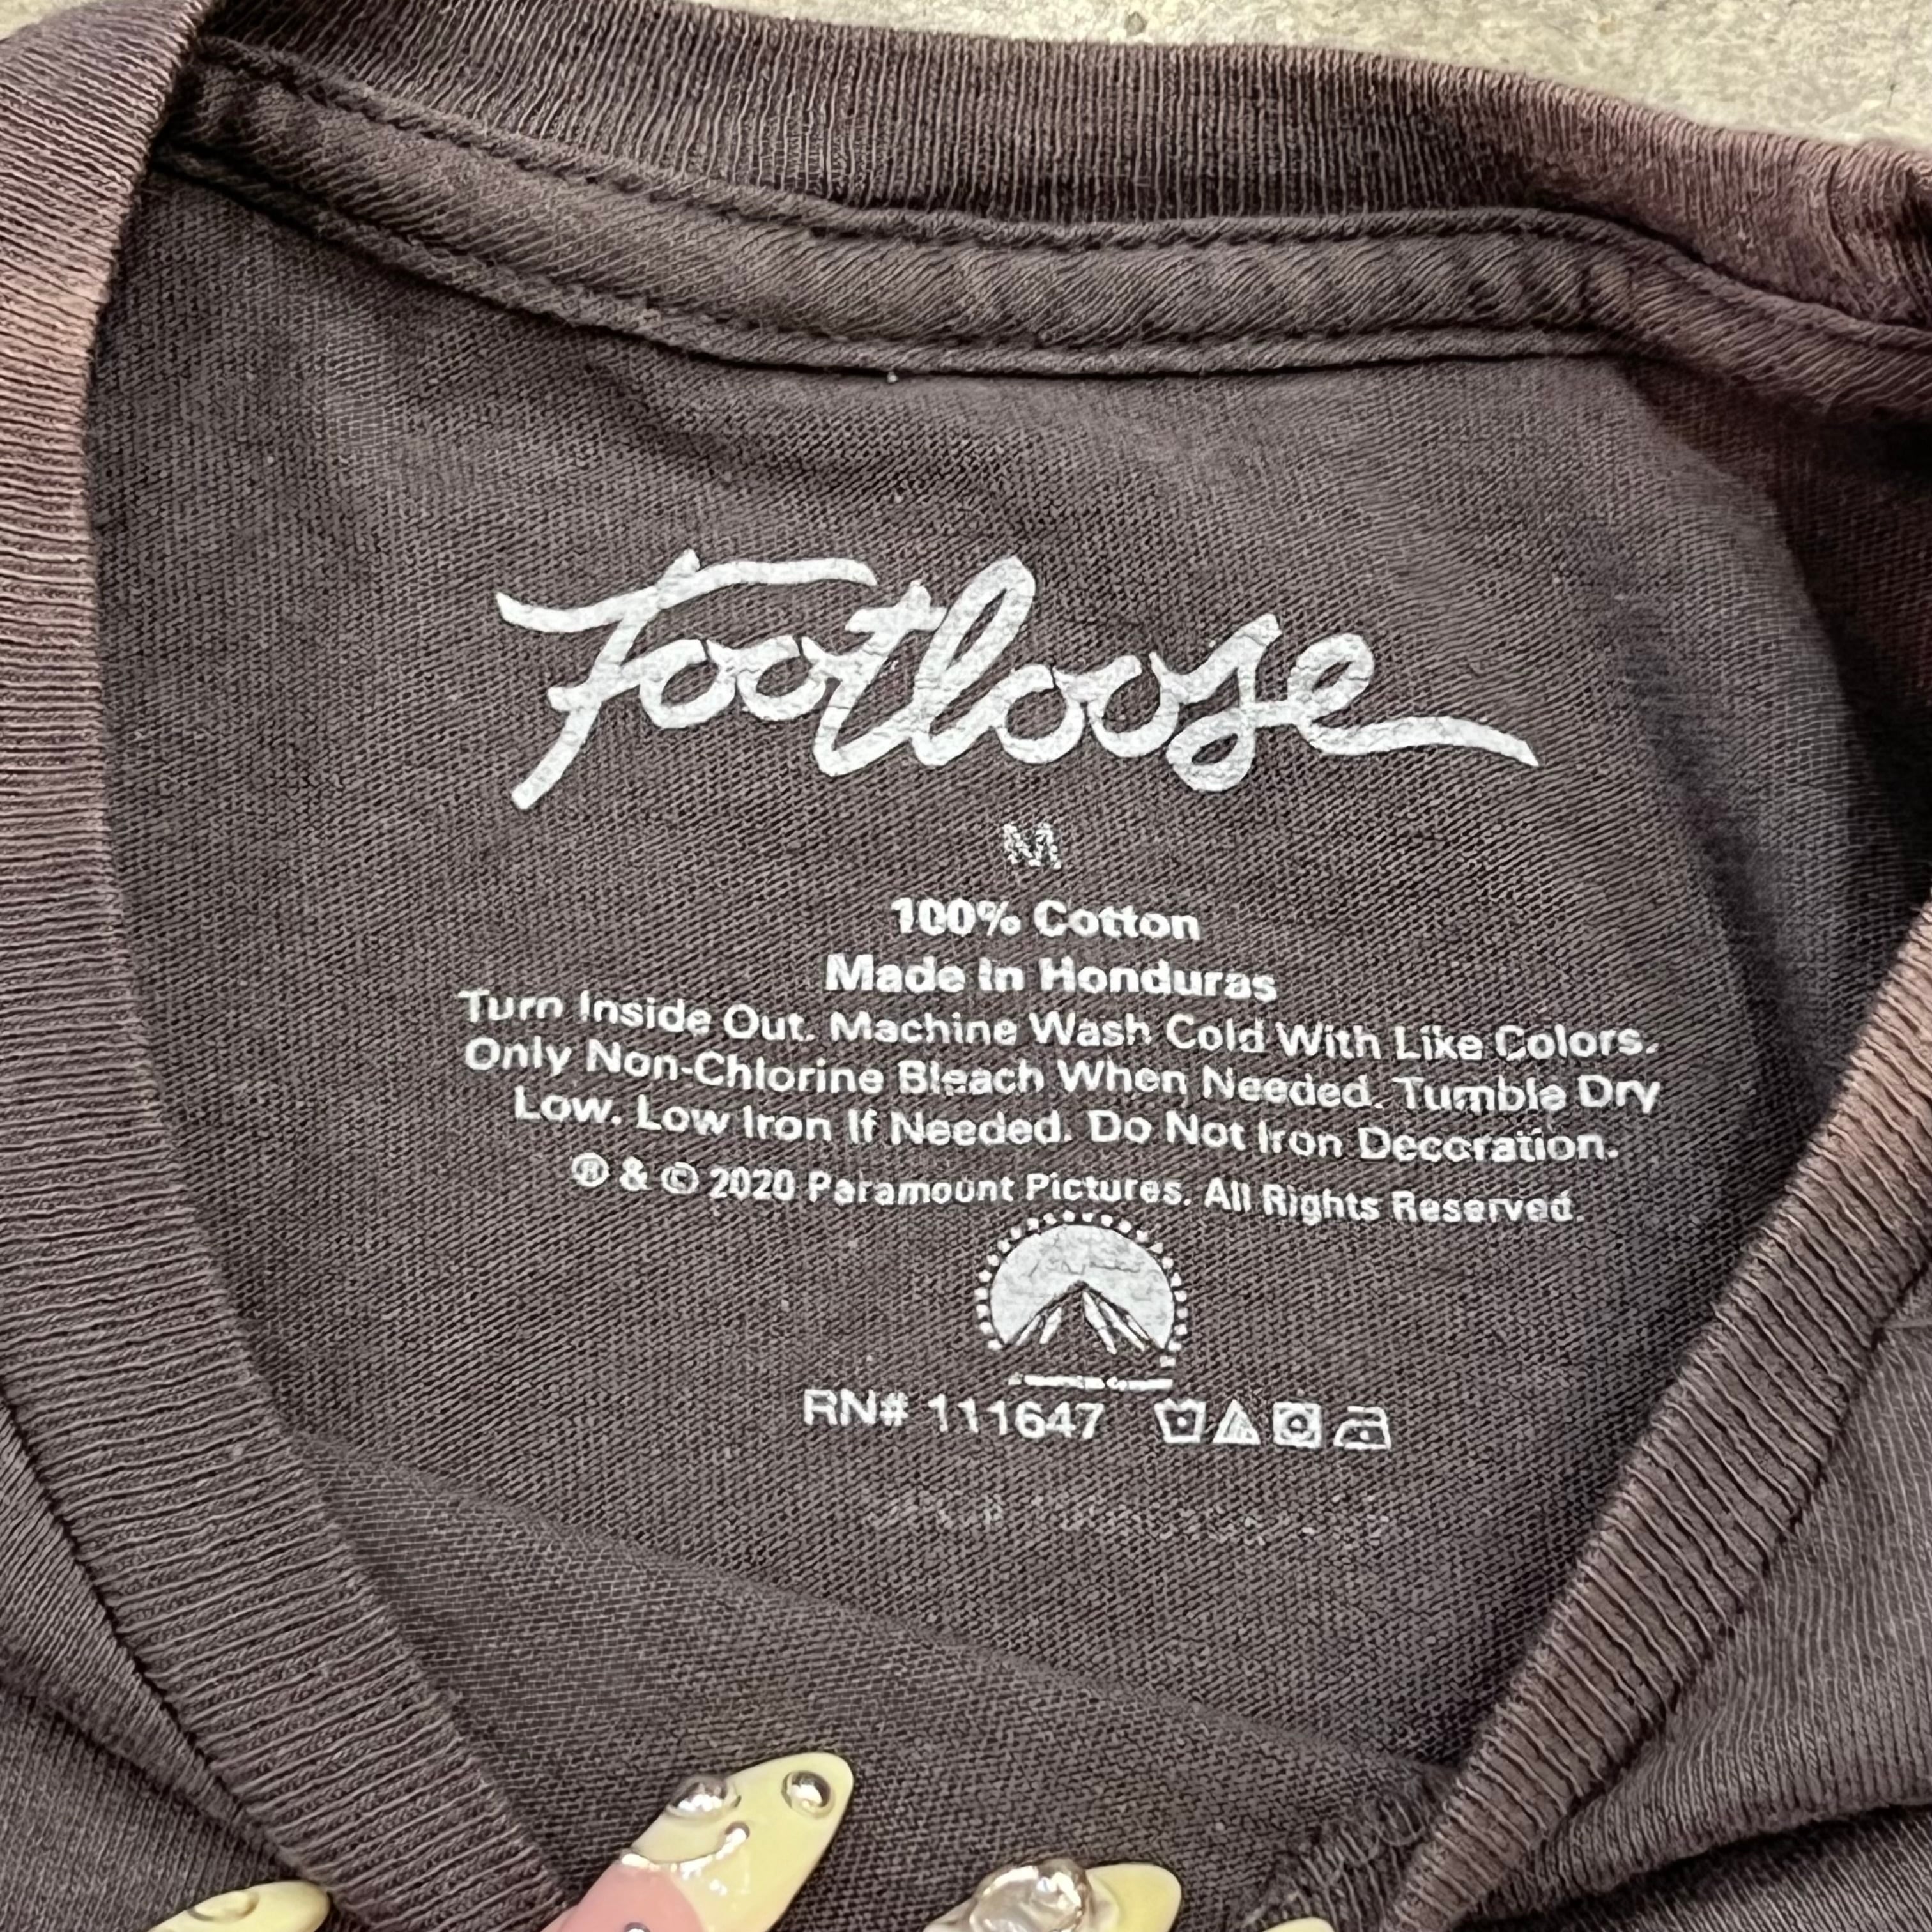 Footloose
M
100% Cotton
Made In Honduras
Turn Inside Out. Machine Wash Cold With Like Colors.
Only Non-Chlorine Bleach When Needed. Tumble Dry
Low. Low Iron If Needed. Do Not Iron Decoration.
® & © 2020 Paramount Pictures. All Rights Reserved.
RN# 111647